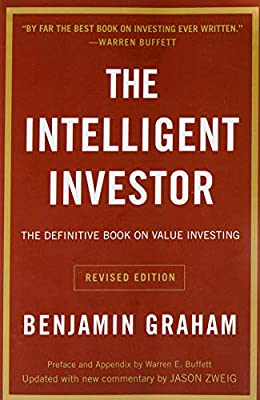 "BY FAR THE BEST BOOK ON INVESTING EVER WRITTEN."
—WARREN BUFFETT
THE
INTELLIGENT
INVESTOR
THE DEFINITIVE BOOK ON VALUE INVESTING
REVISED EDITION
BENJAMIN GRAHAM
Preface and Appendix by Warren E. Buffett
Updated with new commentary by JASON ZWEIG